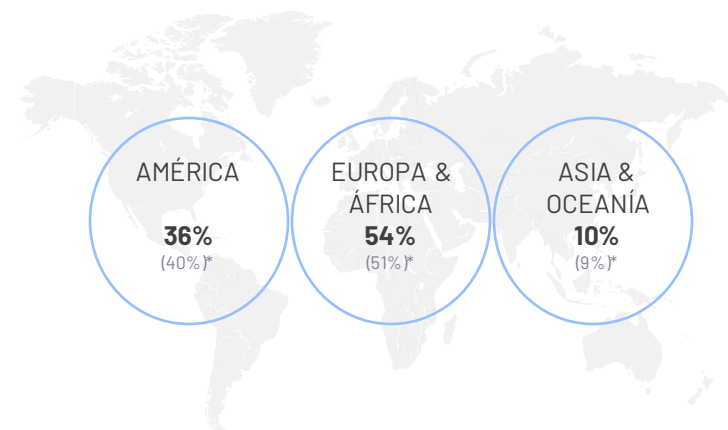 AMÉRICA
36%
(40%)*
EUROPA &
ÁFRICA
54%
(51%)*
ASIA &
OCEANÍA
10%
(9%)*